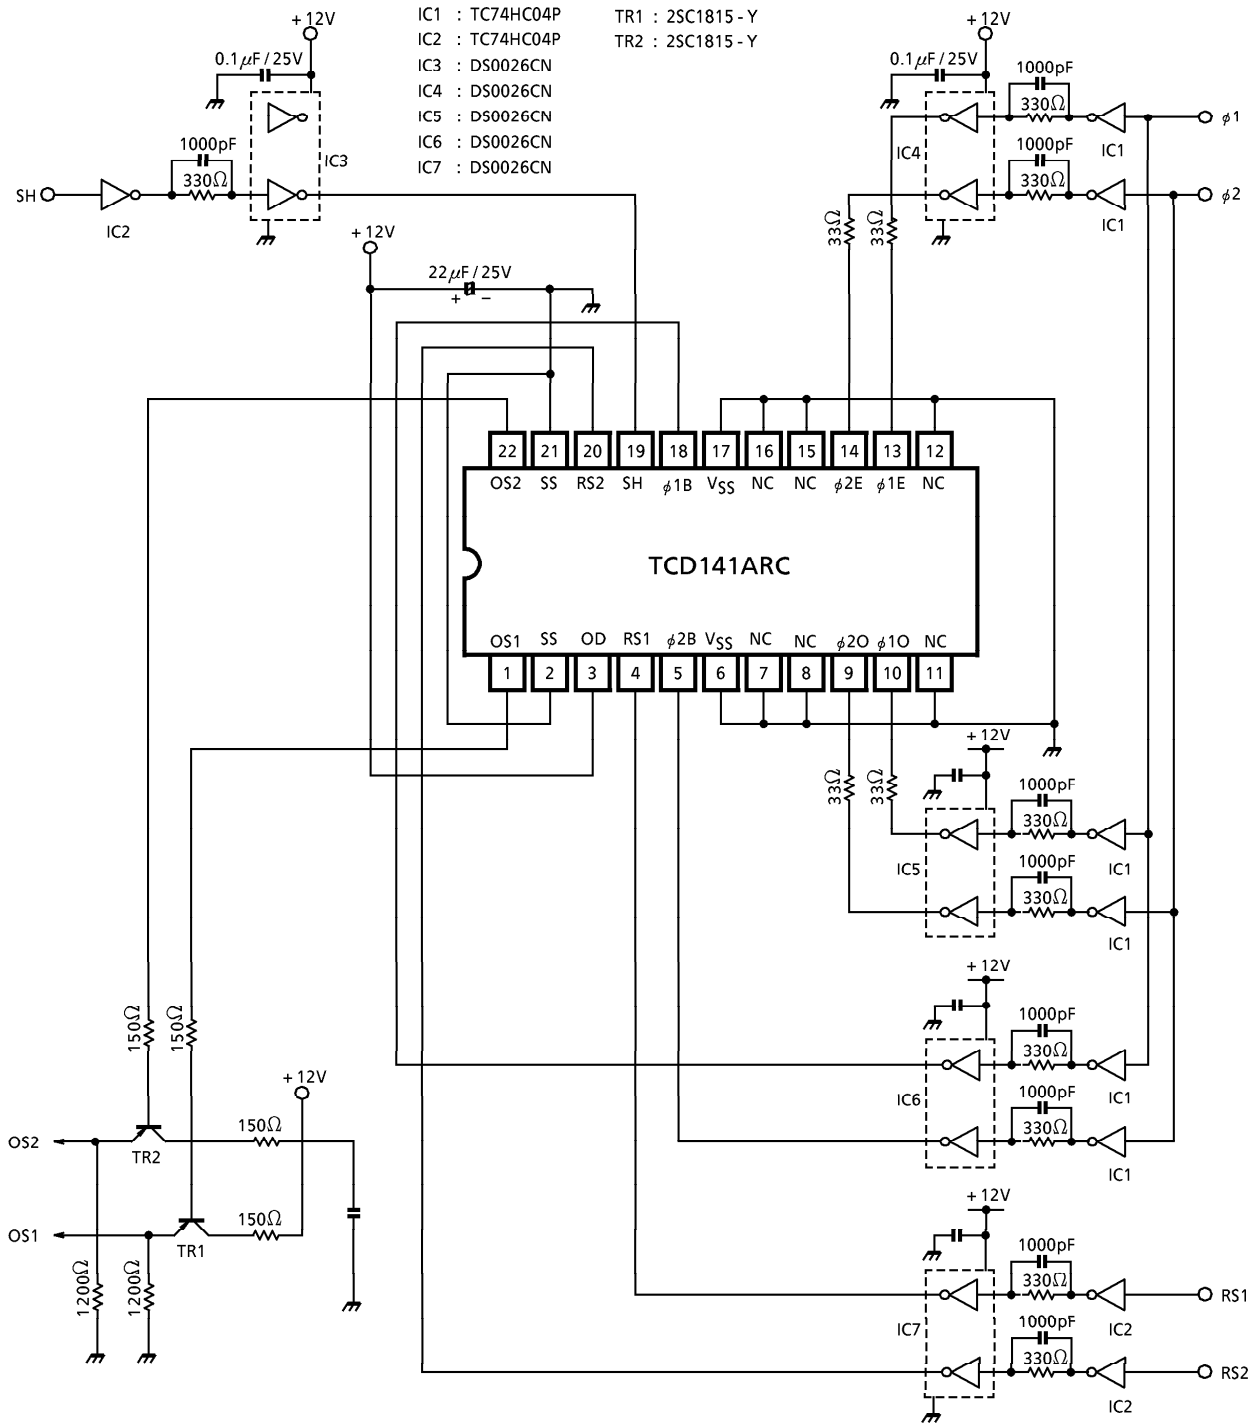 IC1 : TC74HC04P TR1 : 2SC1815-Y
IC2 : TC74HC04P TR2 : 2SC1815-Y
IC3 : DS0026CN
IC4 : DS0026CN
IC5 : DS0026CN
IC6 : DS0026CN
IC7 : DS0026CN
+12V
0.1μF/25V
1000pF
330Ω
IC3
SH
IC2
+12V
22μF/25V
+ −
+12V
0.1μF/25V
1000pF
330Ω
IC4
IC1
ϕ1
1000pF
330Ω
IC1
ϕ2
33Ω
33Ω
22 21 20 19 18 17 16 15 14 13 12
OS2 SS RS2 SH ϕ1B VSS NC NC ϕ2E ϕ1E NC
TCD141ARC
OS1 SS OD RS1 ϕ2B VSS NC NC ϕ2O ϕ1O NC
1 2 3 4 5 6 7 8 9 10 11
+12V
33Ω
33Ω
1000pF
330Ω
IC5
IC1
1000pF
330Ω
IC1
+12V
1000pF
330Ω
IC6
IC1
1000pF
330Ω
IC1
150Ω
150Ω
+12V
150Ω
OS2
TR2
150Ω
OS1
TR1
1200Ω
1200Ω
+12V
1000pF
330Ω
RS1
IC7
IC2
1000pF
330Ω
RS2
IC2